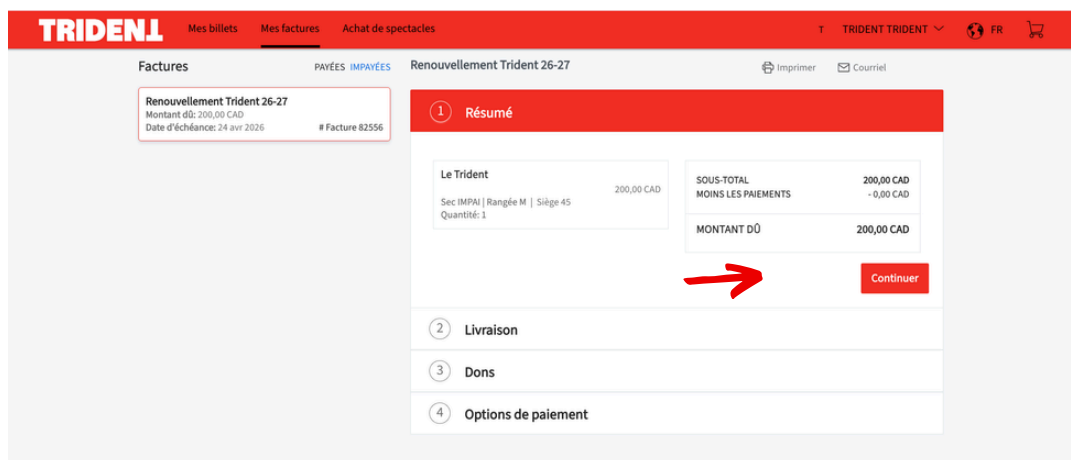 TRIDENT Mes billets Mes factures Achat de spectacles T TRIDENT TRIDENT FR
Factures PAYÉES IMPAYÉES
Renouvellement Trident 26-27
Montant dû: 200,00 CAD
Date d'échéance: 24 avr 2026 # Facture 82556
Renouvellement Trident 26-27 Imprimer Courriel
1 Résumé
Le Trident
200,00 CAD
Sec IMPAI | Rangée M | Siège 45
Quantité: 1
SOUS-TOTAL 200,00 CAD
MOINS LES PAIEMENTS - 0,00 CAD
MONTANT DÛ 200,00 CAD
Continuer
2 Livraison
3 Dons
4 Options de paiement